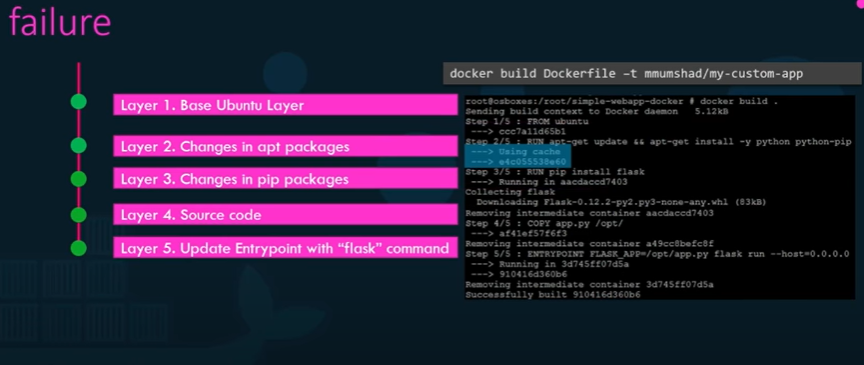 failure
docker build Dockerfile -t mmumshad/my-custom-app
Layer 1. Base Ubuntu Layer
Layer 2. Changes in apt packages
Layer 3. Changes in pip packages
Layer 4. Source code
Layer 5. Update Entrypoint with “flask” command
root@osboxes:/root/simple-webapp-docker # docker build .
Sending build context to Docker daemon 5.12kB
Step 1/5 : FROM ubuntu
---> ccc7a11d65b1
Step 2/5 : RUN apt-get update && apt-get install -y python python-pip
---> Using cache
---> e4c055538e60
Step 3/5 : RUN pip install flask
---> Running in aacdaccd7403
Collecting flask
Downloading Flask-0.12.2-py2.py3-none-any.whl (83kB)
Removing intermediate container aacdaccd7403
Step 4/5 : COPY app.py /opt/
---> af41ef57f6f3
Removing intermediate container a49cc8befc8f
Step 5/5 : ENTRYPOINT FLASK_APP=/opt/app.py flask run --host=0.0.0.0
---> Running in 3d745ff07d5a
---> 910416d360b6
Removing intermediate container 3d745ff07d5a
Successfully built 910416d360b6